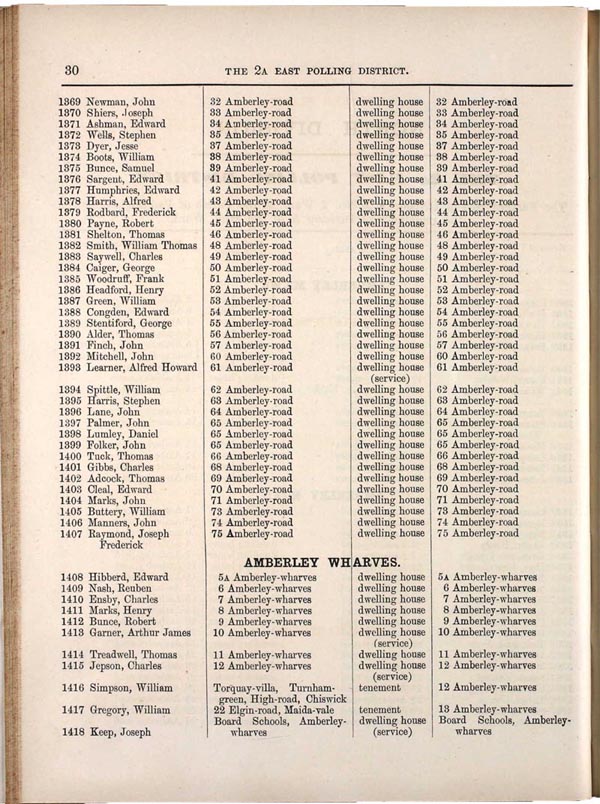 30 THE 2A EAST POLLING DISTRICT.
1369 Newman, John 32 Amberley-road dwelling house 32 Amberley-road
1370 Shiers, Joseph 33 Amberley-road dwelling house 33 Amberley-road
1371 Ashman, Edward 34 Amberley-road dwelling house 34 Amberley-road
1372 Wells, Stephen 35 Amberley-road dwelling house 35 Amberley-road
1373 Dyer, Jesse 37 Amberley-road dwelling house 37 Amberley-road
1374 Boots, William 38 Amberley-road dwelling house 38 Amberley-road
1375 Bunce, Samuel 39 Amberley-road dwelling house 39 Amberley-road
1376 Sargent, Edward 41 Amberley-road dwelling house 41 Amberley-road
1377 Humphries, Edward 42 Amberley-road dwelling house 42 Amberley-road
1378 Harris, Alfred 43 Amberley-road dwelling house 43 Amberley-road
1379 Rodbard, Frederick 44 Amberley-road dwelling house 44 Amberley-road
1380 Payne, Robert 45 Amberley-road dwelling house 45 Amberley-road
1381 Shelton, Thomas 46 Amberley-road dwelling house 46 Amberley-road
1382 Smith, William Thomas 48 Amberley-road dwelling house 48 Amberley-road
1383 Saywell, Charles 49 Amberley-road dwelling house 49 Amberley-road
1384 Caiger, George 50 Amberley-road dwelling house 50 Amberley-road
1385 Woodruff, Frank 51 Amberley-road dwelling house 51 Amberley-road
1386 Headford, Henry 52 Amberley-road dwelling house 52 Amberley-road
1387 Green, William 53 Amberley-road dwelling house 53 Amberley-road
1388 Congden, Edward 54 Amberley-road dwelling house 54 Amberley-road
1389 Stentiford, George 55 Amberley-road dwelling house 55 Amberley-road
1390 Alder, Thomas 56 Amberley-road dwelling house 56 Amberley-road
1391 Finch, John 57 Amberley-road dwelling house 57 Amberley-road
1392 Mitchell, John 60 Amberley-road dwelling house 60 Amberley-road
1393 Learner, Alfred Howard 61 Amberley-road dwelling house 61 Amberley-road
(service)
1394 Spittle, William 62 Amberley-road dwelling house 62 Amberley-road
1395 Harris, Stephen 63 Amberley-road dwelling house 63 Amberley-road
1396 Lane, John 64 Amberley-road dwelling house 64 Amberley-road
1397 Palmer, John 65 Amberley-road dwelling house 65 Amberley-road
1398 Lumley, Daniel 65 Amberley-road dwelling house 65 Amberley-road
1399 Folker, John 65 Amberley-road dwelling house 65 Amberley-road
1400 Tuck, Thomas 66 Amberley-road dwelling house 66 Amberley-road
1401 Gibbs, Charles 68 Amberley-road dwelling house 68 Amberley-road
1402 Adcock, Thomas 69 Amberley-road dwelling house 69 Amberley-road
1403 Cleal, Edward 70 Amberley-road dwelling house 70 Amberley-road
1404 Marks, John 71 Amberley-road dwelling house 71 Amberley-road
1405 Buttery, William 73 Amberley-road dwelling house 73 Amberley-road
1406 Manners, John 74 Amberley-road dwelling house 74 Amberley-road
1407 Raymond, Joseph 75 Amberley-road dwelling house 75 Amberley-road
Frederick
AMBERLEY WHARVES.
1408 Hibberd, Edward 5A Amberley-wharves dwelling house 5A Amberley-wharves
1409 Nash, Reuben 6 Amberley-wharves dwelling house 6 Amberley-wharves
1410 Ensby, Charles 7 Amberley-wharves dwelling house 7 Amberley-wharves
1411 Marks, Henry 8 Amberley-wharves dwelling house 8 Amberley-wharves
1412 Bunce, Robert 9 Amberley-wharves dwelling house 9 Amberley-wharves
1413 Garner, Arthur James 10 Amberley-wharves dwelling house 10 Amberley-wharves
(service)
1414 Treadwell, Thomas 11 Amberley-wharves dwelling house 11 Amberley-wharves
1415 Jepson, Charles 12 Amberley-wharves dwelling house 12 Amberley-wharves
(service)
1416 Simpson, William Torquay-villa, Turnham- tenement 12 Amberley-wharves
green, High-road, Chiswick
1417 Gregory, William 22 Elgin-road, Maida-vale tenement 13 Amberley-wharves
Board Schools, Amberley- dwelling house Board Schools, Amberley-
1418 Keep, Joseph wharves (service) wharves